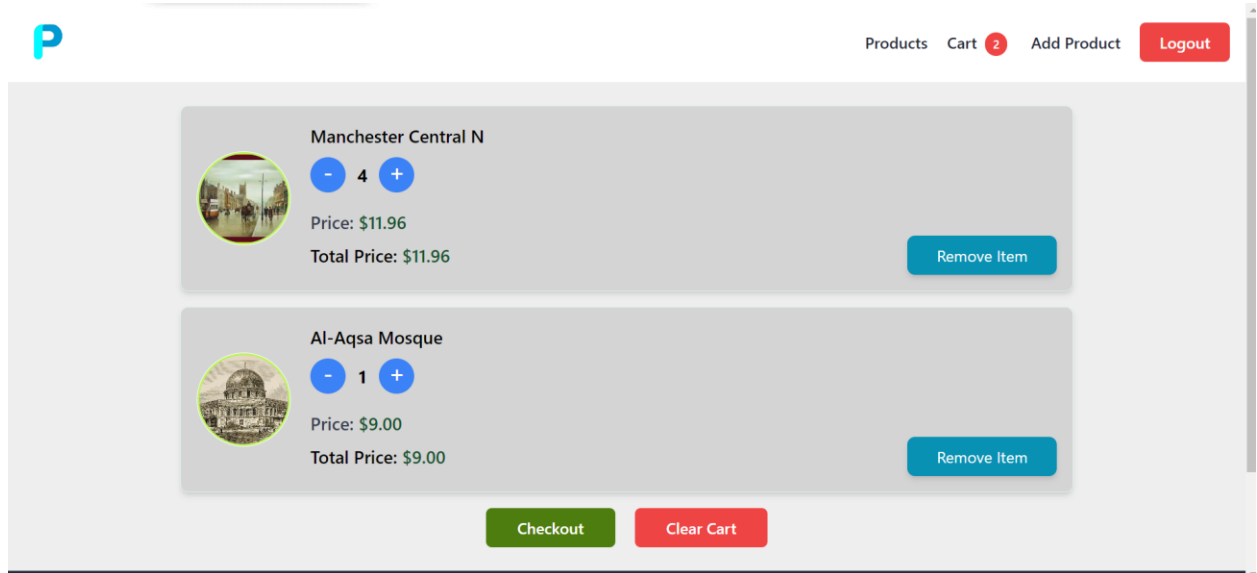 P
Products Cart 2 Add Product Logout
Manchester Central N
- 4 +
Price: $11.96
Total Price: $11.96
Remove Item
Al-Aqsa Mosque
- 1 +
Price: $9.00
Total Price: $9.00
Remove Item
Checkout Clear Cart